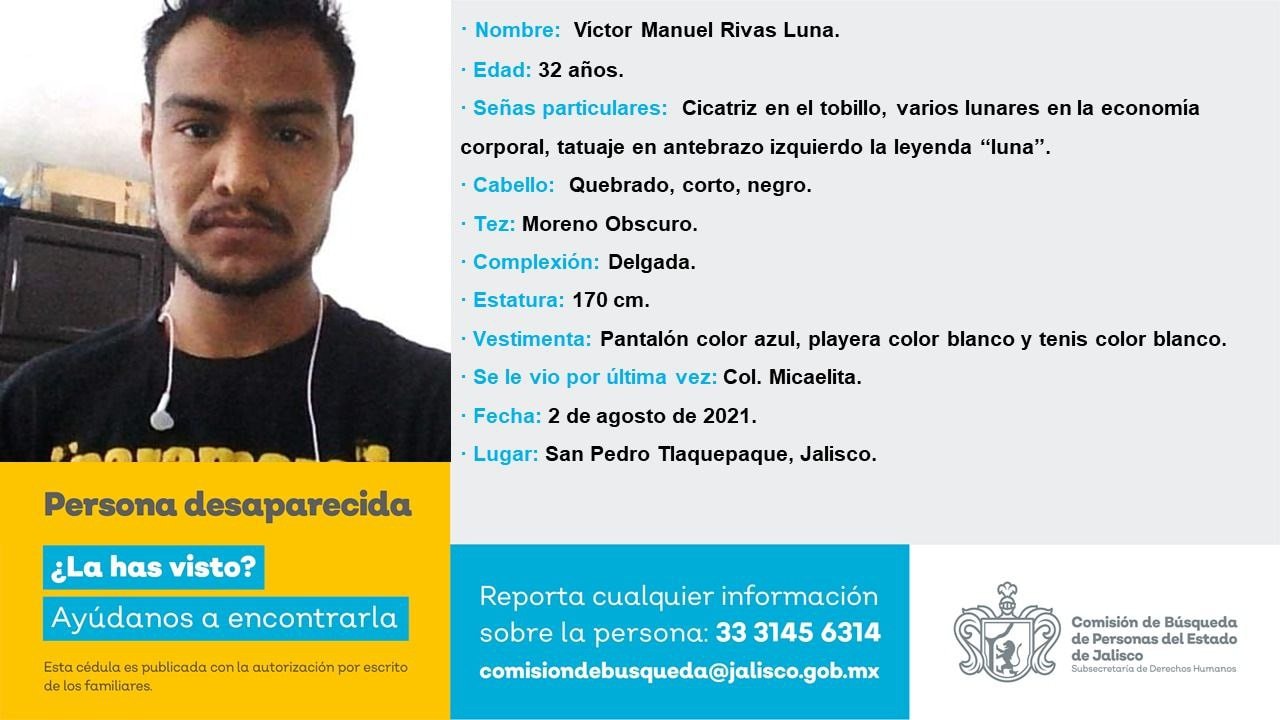 · Nombre: Víctor Manuel Rivas Luna.
· Edad: 32 años.
· Señas particulares: Cicatriz en el tobillo, varios lunares en la economía
corporal, tatuaje en antebrazo izquierdo la leyenda “luna”.
· Cabello: Quebrado, corto, negro.
· Tez: Moreno Obscuro.
· Complexión: Delgada.
· Estatura: 170 cm.
· Vestimenta: Pantalón color azul, playera color blanco y tenis color blanco.
· Se le vio por última vez: Col. Micaelita.
· Fecha: 2 de agosto de 2021.
· Lugar: San Pedro Tlaquepaque, Jalisco.
Persona desaparecida
¿La has visto?
Ayúdanos a encontrarla
Esta cédula es publicada con la autorización por escrito
de los familiares.
Reporta cualquier información
sobre la persona: 33 3145 6314
comisiondebusqueda@jalisco.gob.mx
Comisión de Búsqueda
de Personas del Estado
de Jalisco
Subsecretaría de Derechos Humanos